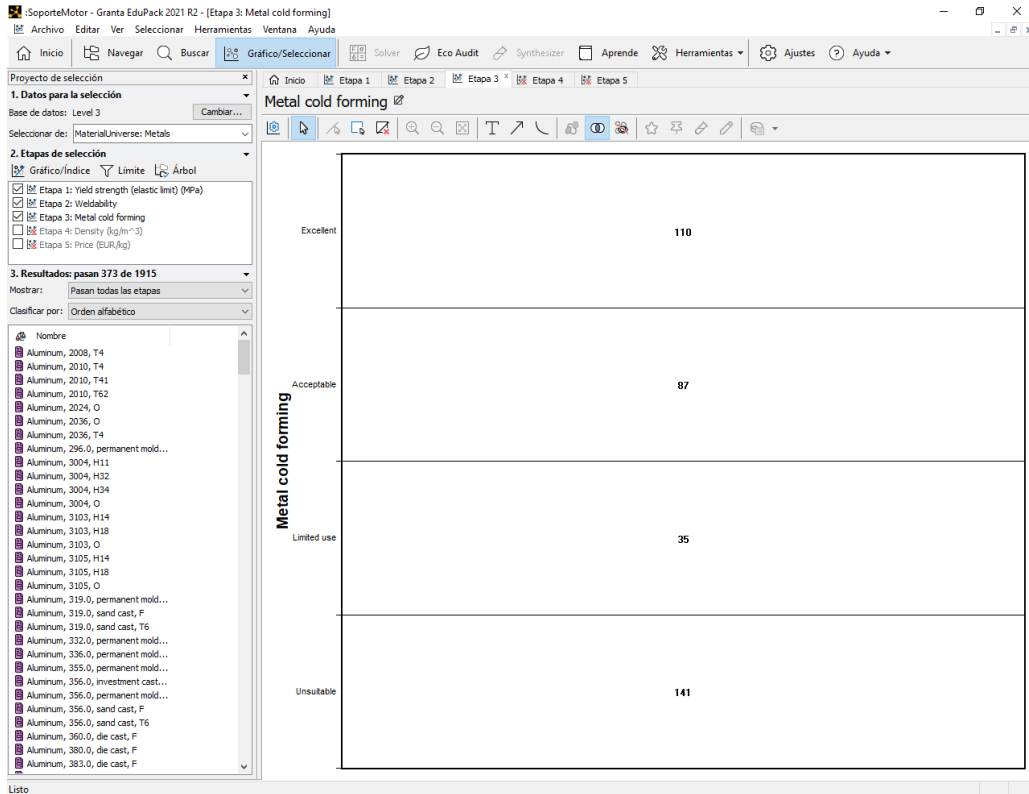 :SoporteMotor - Granta EduPack 2021 R2 - [Etapa 3: Metal cold forming]
Archivo Editar Ver Seleccionar Herramientas Ventana Ayuda
Inicio Navegar Buscar Gráfico/Seleccionar Solver Eco Audit Synthesizer Aprende Herramientas Ajustes Ayuda
Proyecto de selección
1. Datos para la selección
Base de datos: Level 3 Cambiar...
Seleccionar de: MaterialUniverse: Metals
2. Etapas de selección
Gráfico/Índice Límite Árbol
Etapa 1: Yield strength (elastic limit) (MPa)
Etapa 2: Weldability
Etapa 3: Metal cold forming
Etapa 4: Density (kg/m^3)
Etapa 5: Price (EUR/kg)
3. Resultados: pasan 373 de 1915
Mostrar: Pasan todas las etapas
Clasificar por: Orden alfabético
Nombre
Aluminum, 2008, T4
Aluminum, 2010, T4
Aluminum, 2010, T41
Aluminum, 2010, T62
Aluminum, 2024, O
Aluminum, 2036, O
Aluminum, 2036, T4
Aluminum, 296.0, permanent mold...
Aluminum, 3004, H11
Aluminum, 3004, H32
Aluminum, 3004, H34
Aluminum, 3004, O
Aluminum, 3103, H14
Aluminum, 3103, H18
Aluminum, 3103, O
Aluminum, 3105, H14
Aluminum, 3105, H18
Aluminum, 3105, O
Aluminum, 319.0, permanent mold...
Aluminum, 319.0, sand cast, F
Aluminum, 319.0, sand cast, T6
Aluminum, 332.0, permanent mold...
Aluminum, 336.0, permanent mold...
Aluminum, 355.0, permanent mold...
Aluminum, 356.0, investment cast...
Aluminum, 356.0, permanent mold...
Aluminum, 356.0, sand cast, F
Aluminum, 356.0, sand cast, T6
Aluminum, 360.0, die cast, F
Aluminum, 380.0, die cast, F
Aluminum, 383.0, die cast, F
Inicio Etapa 1 Etapa 2 Etapa 3 Etapa 4 Etapa 5
Metal cold forming
Metal cold forming
Excellent 110
Acceptable 87
Limited use 35
Unsuitable 141
Listo